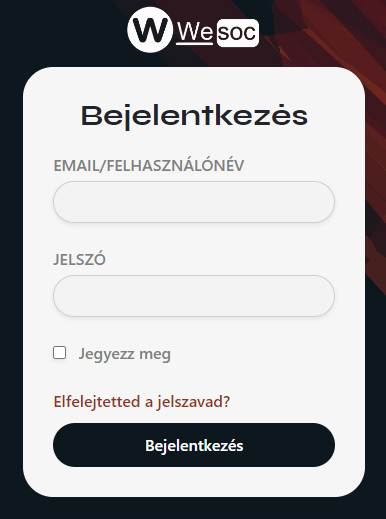 W Wesoc
Bejelentkezés
EMAIL/FELHASZNÁLÓNÉV
JELSZÓ
Jegyezz meg
Elfelejtetted a jelszavad?
Bejelentkezés